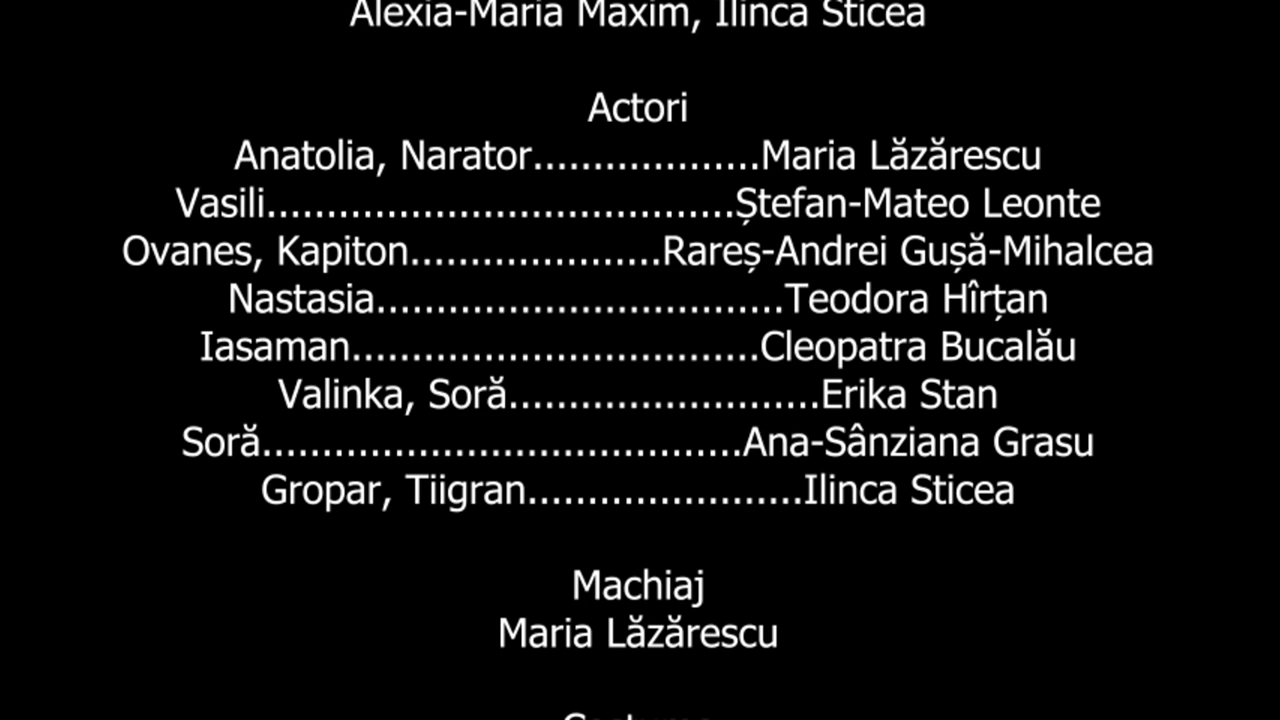 Alexia-Maria Maxim, Ilinca Sticea
Actori
Anatolia, Narator...................Maria Lăzărescu
Vasili.......................................Ștefan-Mateo Leonte
Ovanes, Kapiton.....................Rareș-Andrei Gușă-Mihalcea
Nastasia..................................Teodora Hîrțan
Iasaman..................................Cleopatra Bucalău
Valinka, Soră..........................Erika Stan
Soră........................................Ana-Sânziana Grasu
Gropar, Tiigran.......................Ilinca Sticea
Machiaj
Maria Lăzărescu